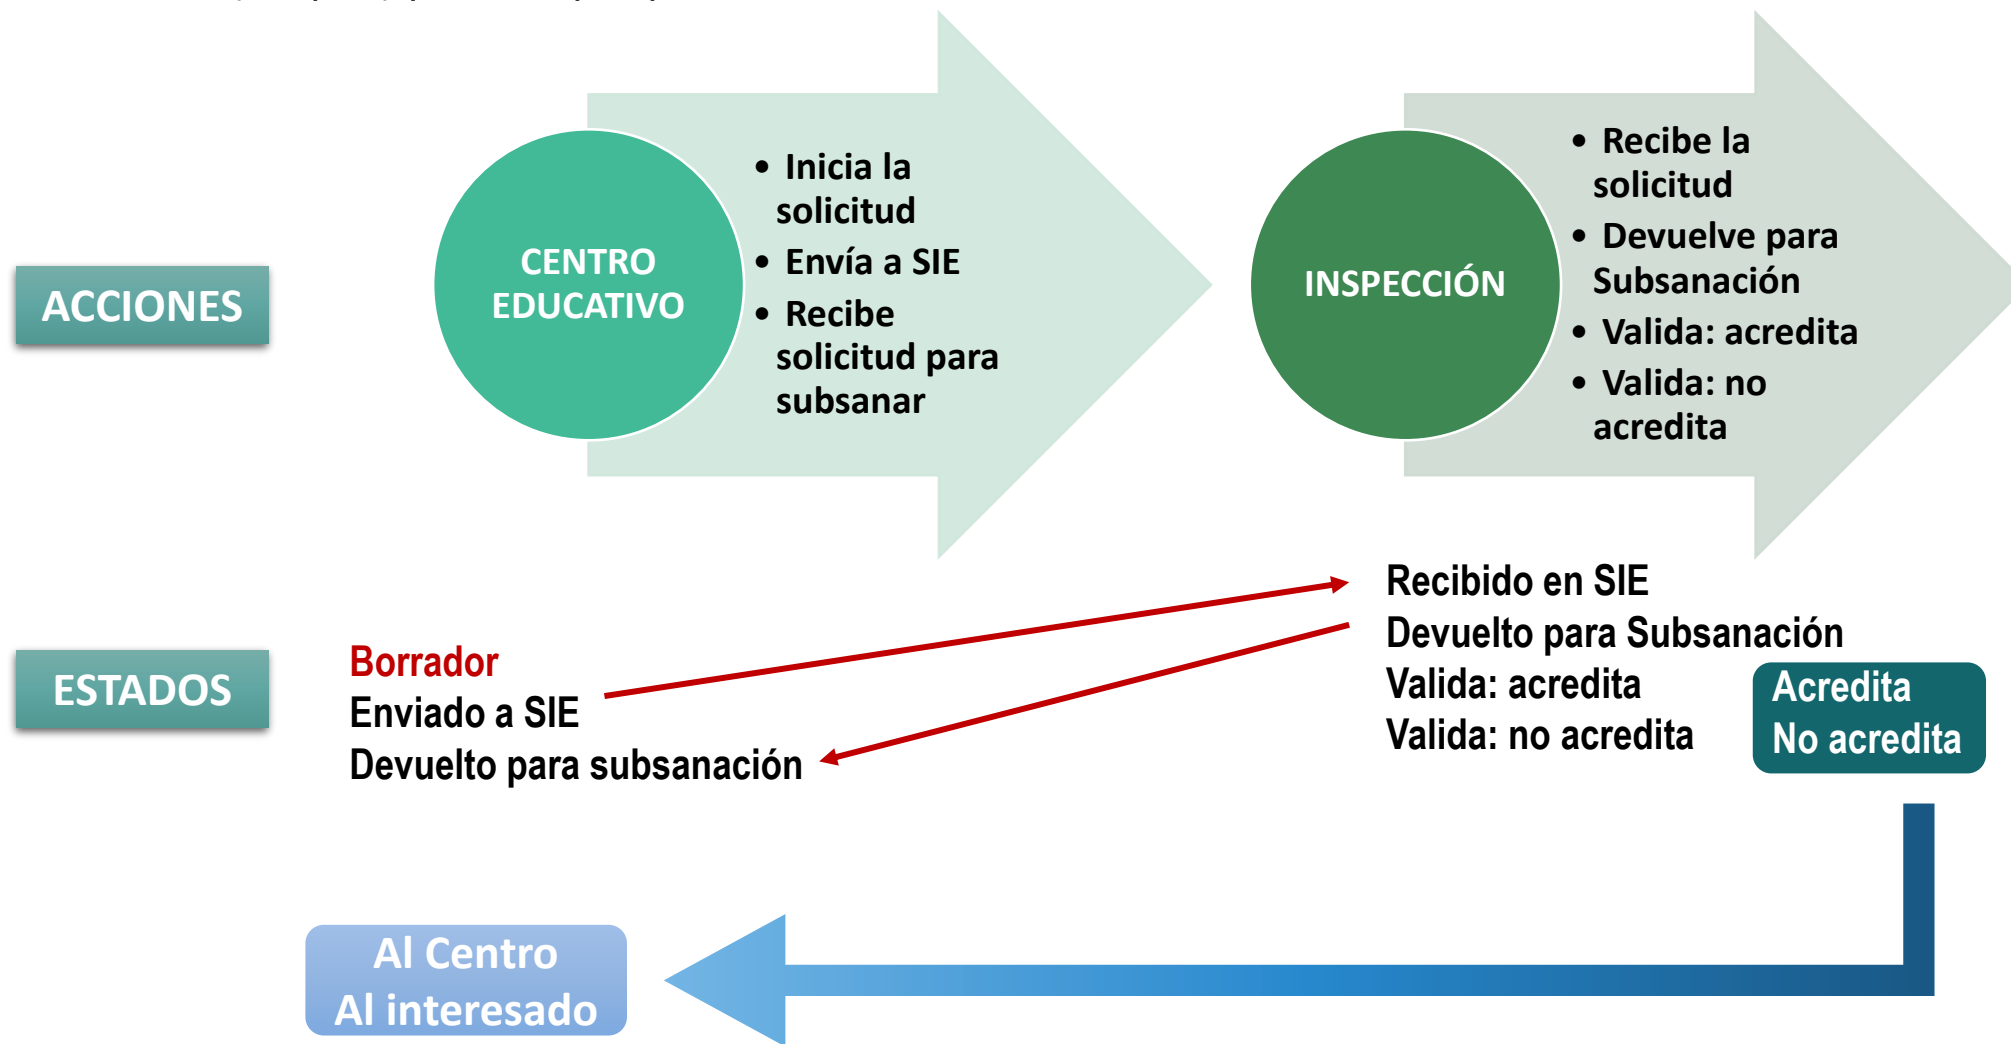 ACCIONES
CENTRO
EDUCATIVO
• Inicia la
solicitud
• Envía a SIE
• Recibe
solicitud para
subsanar
INSPECCIÓN
• Recibe la
solicitud
• Devuelve para
Subsanación
• Valida: acredita
• Valida: no
acredita
ESTADOS
Borrador
Enviado a SIE
Devuelto para subsanación
Recibido en SIE
Devuelto para Subsanación
Valida: acredita
Valida: no acredita
Acredita
No acredita
Al Centro
Al interesado